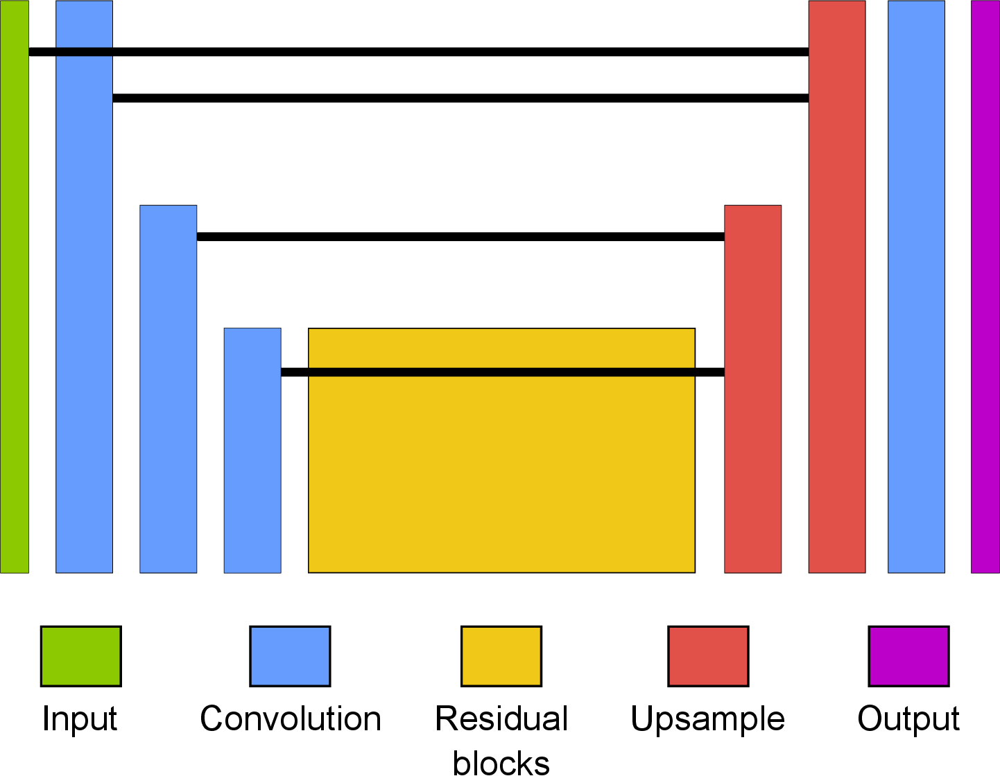 Input
Convolution
Residual
blocks
Upsample
Output